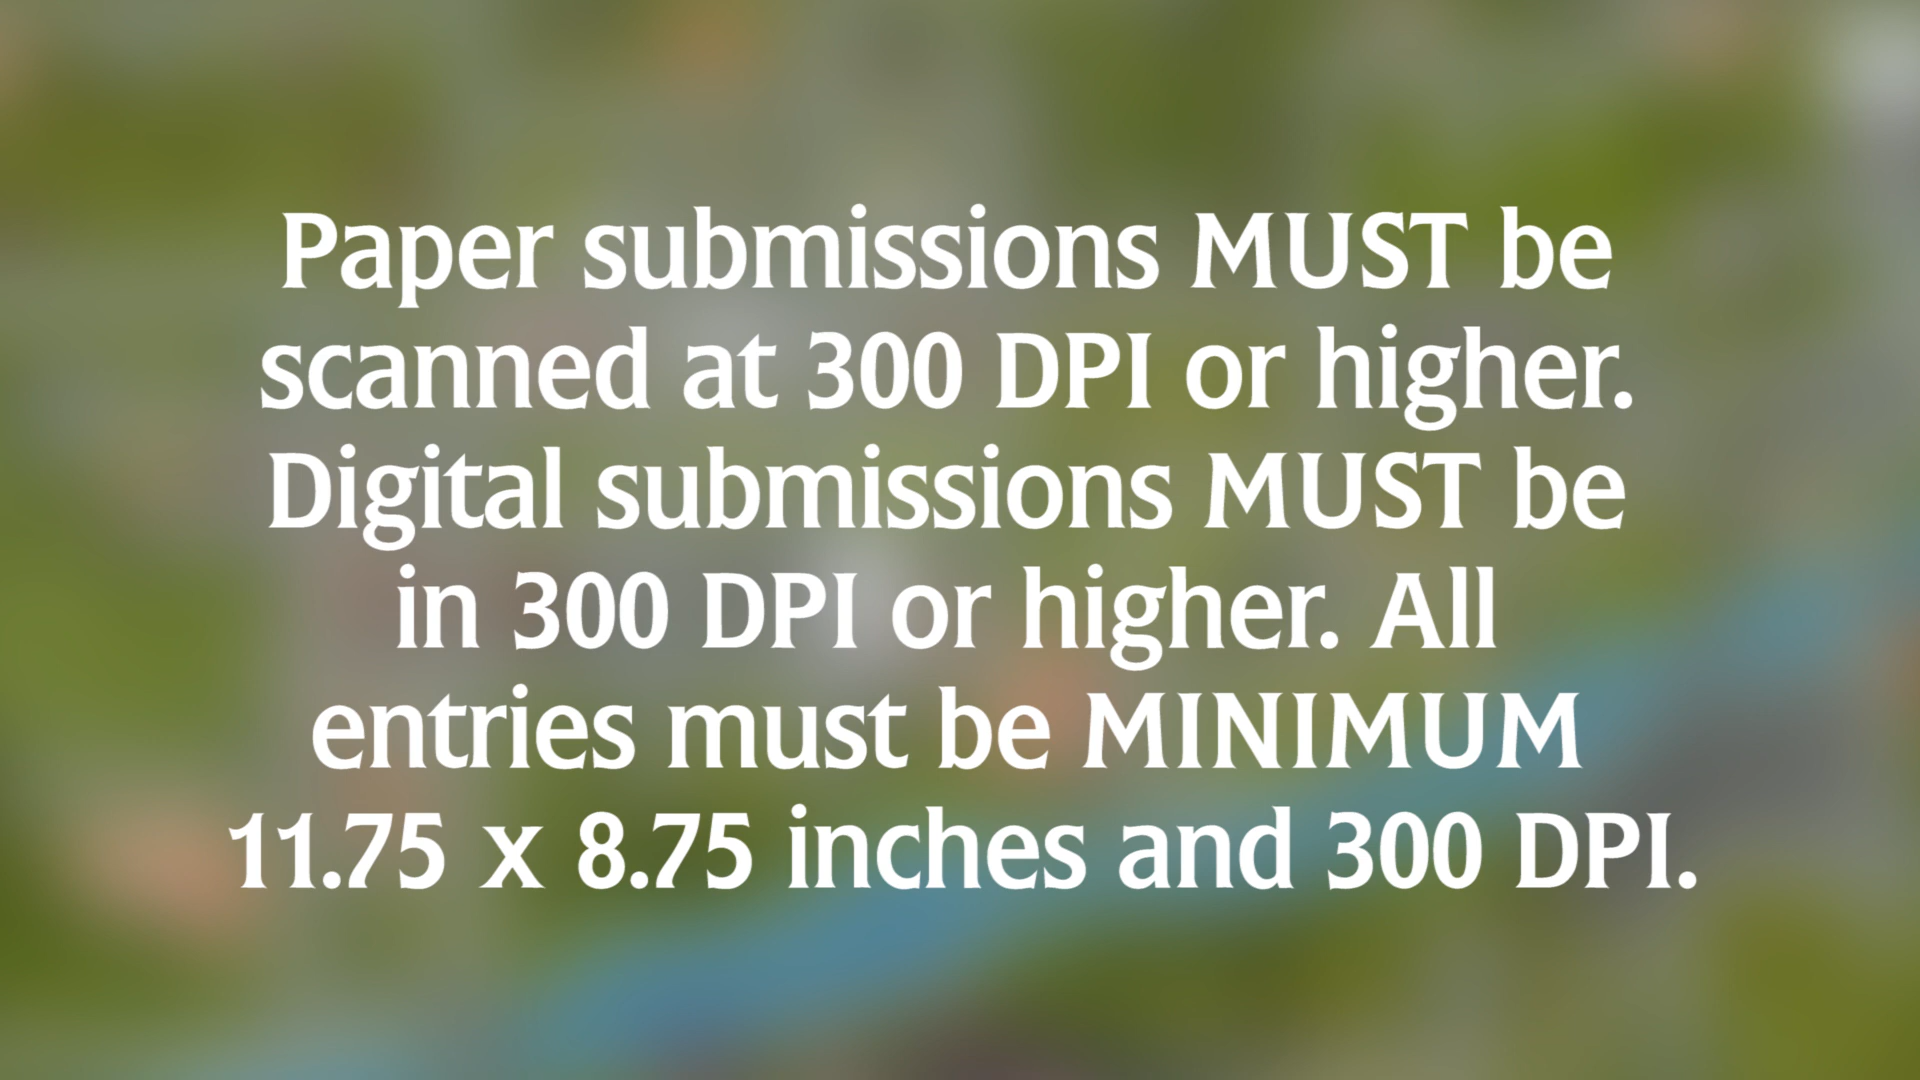 Paper submissions MUST be
scanned at 300 DPI or higher.
Digital submissions MUST be
in 300 DPI or higher. All
entries must be MINIMUM
11.75 x 8.75 inches and 300 DPI.